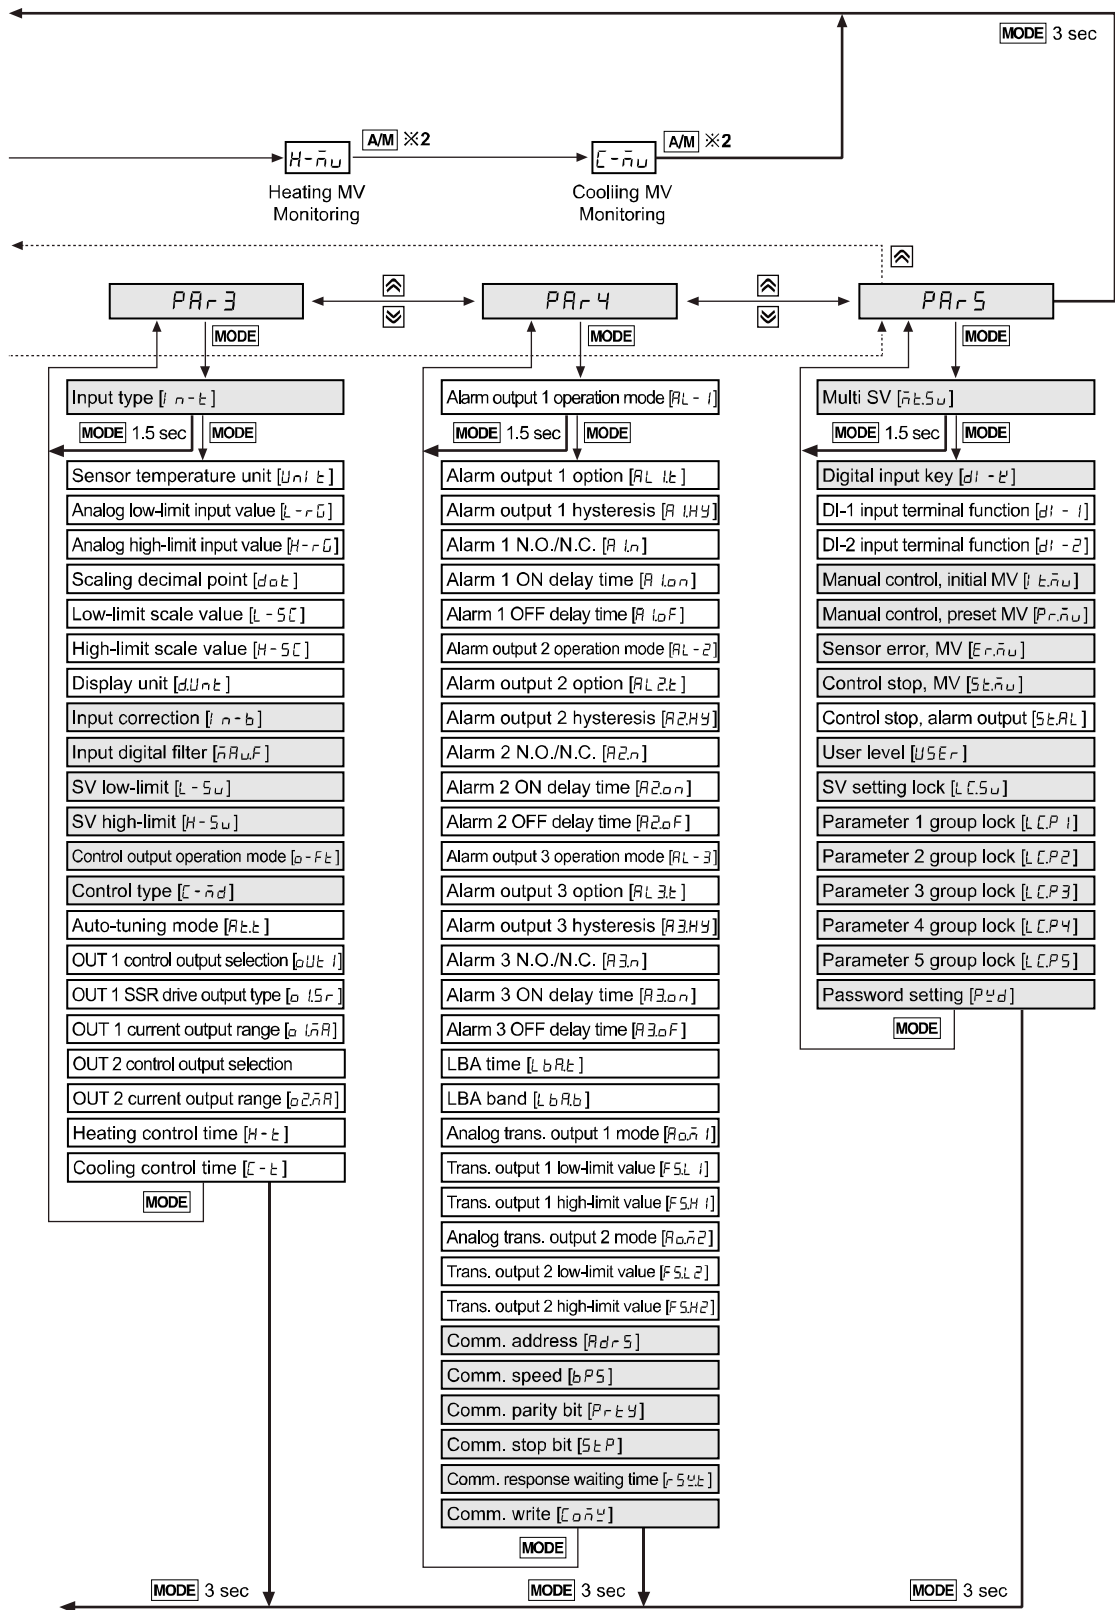 MODE 3 sec
A/M ※2
A/M ※2
H-mv
C-mv
Heating MV
Monitoring
Cooliing MV
Monitoring
PAr3
PAr4
PAr5
MODE
MODE
MODE
Input type [In-t]
MODE 1.5 sec MODE
Sensor temperature unit [UnIt]
Analog low-limit input value [L-rG]
Analog high-limit input value [H-rG]
Scaling decimal point [dot]
Low-limit scale value [L-SC]
High-limit scale value [H-SC]
Display unit [d.Unt]
Input correction [In-b]
Input digital filter [mAv.F]
SV low-limit [L-Sv]
SV high-limit [H-Sv]
Control output operation mode [o-Ft]
Control type [C-md]
Auto-tuning mode [At.t]
OUT 1 control output selection [oUt1]
OUT 1 SSR drive output type [o1.Sr]
OUT 1 current output range [o1.mA]
OUT 2 control output selection
OUT 2 current output range [o2.mA]
Heating control time [H-t]
Cooling control time [C-t]
MODE
Alarm output 1 operation mode [AL-1]
MODE 1.5 sec MODE
Alarm output 1 option [AL1.t]
Alarm output 1 hysteresis [A1.HY]
Alarm 1 N.O./N.C. [A1.n]
Alarm 1 ON delay time [A1.on]
Alarm 1 OFF delay time [A1.oF]
Alarm output 2 operation mode [AL-2]
Alarm output 2 option [AL2.t]
Alarm output 2 hysteresis [A2.HY]
Alarm 2 N.O./N.C. [A2.n]
Alarm 2 ON delay time [A2.on]
Alarm 2 OFF delay time [A2.oF]
Alarm output 3 operation mode [AL-3]
Alarm output 3 option [AL3.t]
Alarm output 3 hysteresis [A3.HY]
Alarm 3 N.O./N.C. [A3.n]
Alarm 3 ON delay time [A3.on]
Alarm 3 OFF delay time [A3.oF]
LBA time [LbA.t]
LBA band [LbA.b]
Analog trans. output 1 mode [Ao.m1]
Trans. output 1 low-limit value [FS.L1]
Trans. output 1 high-limit value [FS.H1]
Analog trans. output 2 mode [Ao.m2]
Trans. output 2 low-limit value [FS.L2]
Trans. output 2 high-limit value [FS.H2]
Comm. address [AdrS]
Comm. speed [bPS]
Comm. parity bit [PrtY]
Comm. stop bit [StP]
Comm. response waiting time [rSW.t]
Comm. write [ComW]
MODE
Multi SV [mt.Sv]
MODE 1.5 sec MODE
Digital input key [dI-K]
DI-1 input terminal function [dI-1]
DI-2 input terminal function [dI-2]
Manual control, initial MV [It.mv]
Manual control, preset MV [Pr.mv]
Sensor error, MV [Er.mv]
Control stop, MV [St.mv]
Control stop, alarm output [St.AL]
User level [USEr]
SV setting lock [LC.Sv]
Parameter 1 group lock [LC.P1]
Parameter 2 group lock [LC.P2]
Parameter 3 group lock [LC.P3]
Parameter 4 group lock [LC.P4]
Parameter 5 group lock [LC.P5]
Password setting [PWd]
MODE
MODE 3 sec
MODE 3 sec
MODE 3 sec